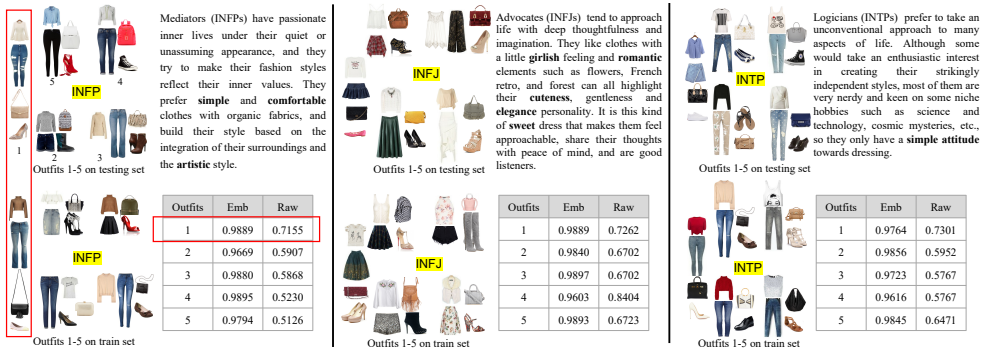 Mediators (INFPs) have passionate
inner lives under their quiet or
unassuming appearance, and they
try to make their fashion styles
reflect their inner values. They
prefer simple and comfortable
clothes with organic fabrics, and
build their style based on the
integration of their surroundings and
the artistic style.
5
4
INFP
1
2
3
Outfits 1-5 on testing set
INFP
Outfits 1-5 on train set
Outfits Emb Raw
1 0.9889 0.7155
2 0.9669 0.5907
3 0.9880 0.5868
4 0.9895 0.5230
5 0.9794 0.5126
Advocates (INFJs) tend to approach
life with deep thoughtfulness and
imagination. They like clothes with
a little girlish feeling and romantic
elements such as flowers, French
retro, and forest can all highlight
their cuteness, gentleness and
elegance personality. It is this kind
of sweet dress that makes them feel
approachable, share their thoughts
with peace of mind, and are good
listeners.
INFJ
Outfits 1-5 on testing set
INFJ
Outfits 1-5 on train set
Outfits Emb Raw
1 0.9889 0.7262
2 0.9840 0.6702
3 0.9897 0.6702
4 0.9603 0.8404
5 0.9893 0.6723
Logicians (INTPs) prefer to take an
unconventional approach to many
aspects of life. Although some
would take an enthusiastic interest
in creating their strikingly
independent styles, most of them are
very nerdy and keen on some niche
hobbies such as science and
technology, cosmic mysteries, etc.,
so they only have a simple attitude
towards dressing.
INTP
Outfits 1-5 on testing set
INTP
Outfits 1-5 on train set
Outfits Emb Raw
1 0.9764 0.7301
2 0.9856 0.5952
3 0.9723 0.5767
4 0.9616 0.5767
5 0.9845 0.6471